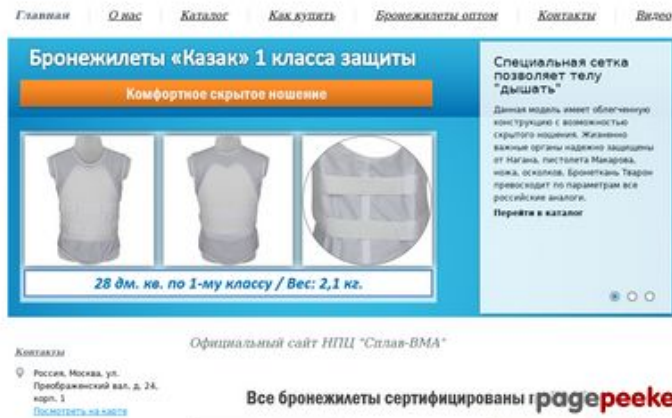 Главная О нас Каталог Как купить Бронежилеты оптом Контакты Видео
Бронежилеты «Казак» 1 класса защиты
Комфортное скрытое ношение
28 дм. кв. по 1-му классу / Вес: 2,1 кг.
Специальная сетка
позволяет телу
"дышать"
Данная модель имеет облегченную
конструкцию с возможностью
скрытого ношения. Жизненно
важные органы надежно защищены
от Нагана, пистолета Макарова,
ножа, осколков. Бронеткань Тварон
превосходит по параметрам все
российские аналоги.
Перейти в каталог
Официальный сайт НПЦ "Сплав-ВМА"
Контакты
Россия, Москва, ул.
Преображенский вал, д. 24,
корп. 1
Посмотреть на карте
Все бронежилеты сертифицированы
pagepeeks